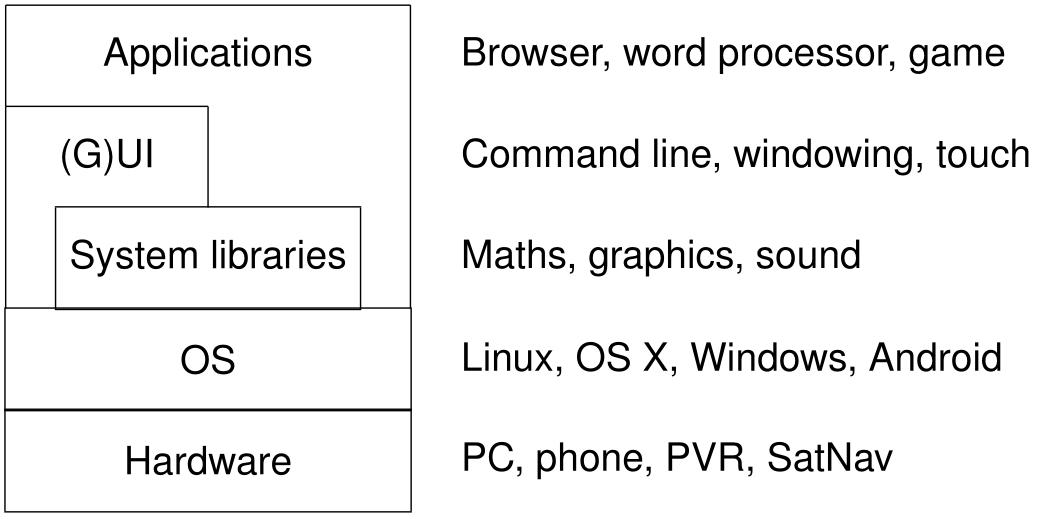 Applications Browser, word processor, game
(G)UI Command line, windowing, touch
System libraries Maths, graphics, sound
OS Linux, OS X, Windows, Android
Hardware PC, phone, PVR, SatNav